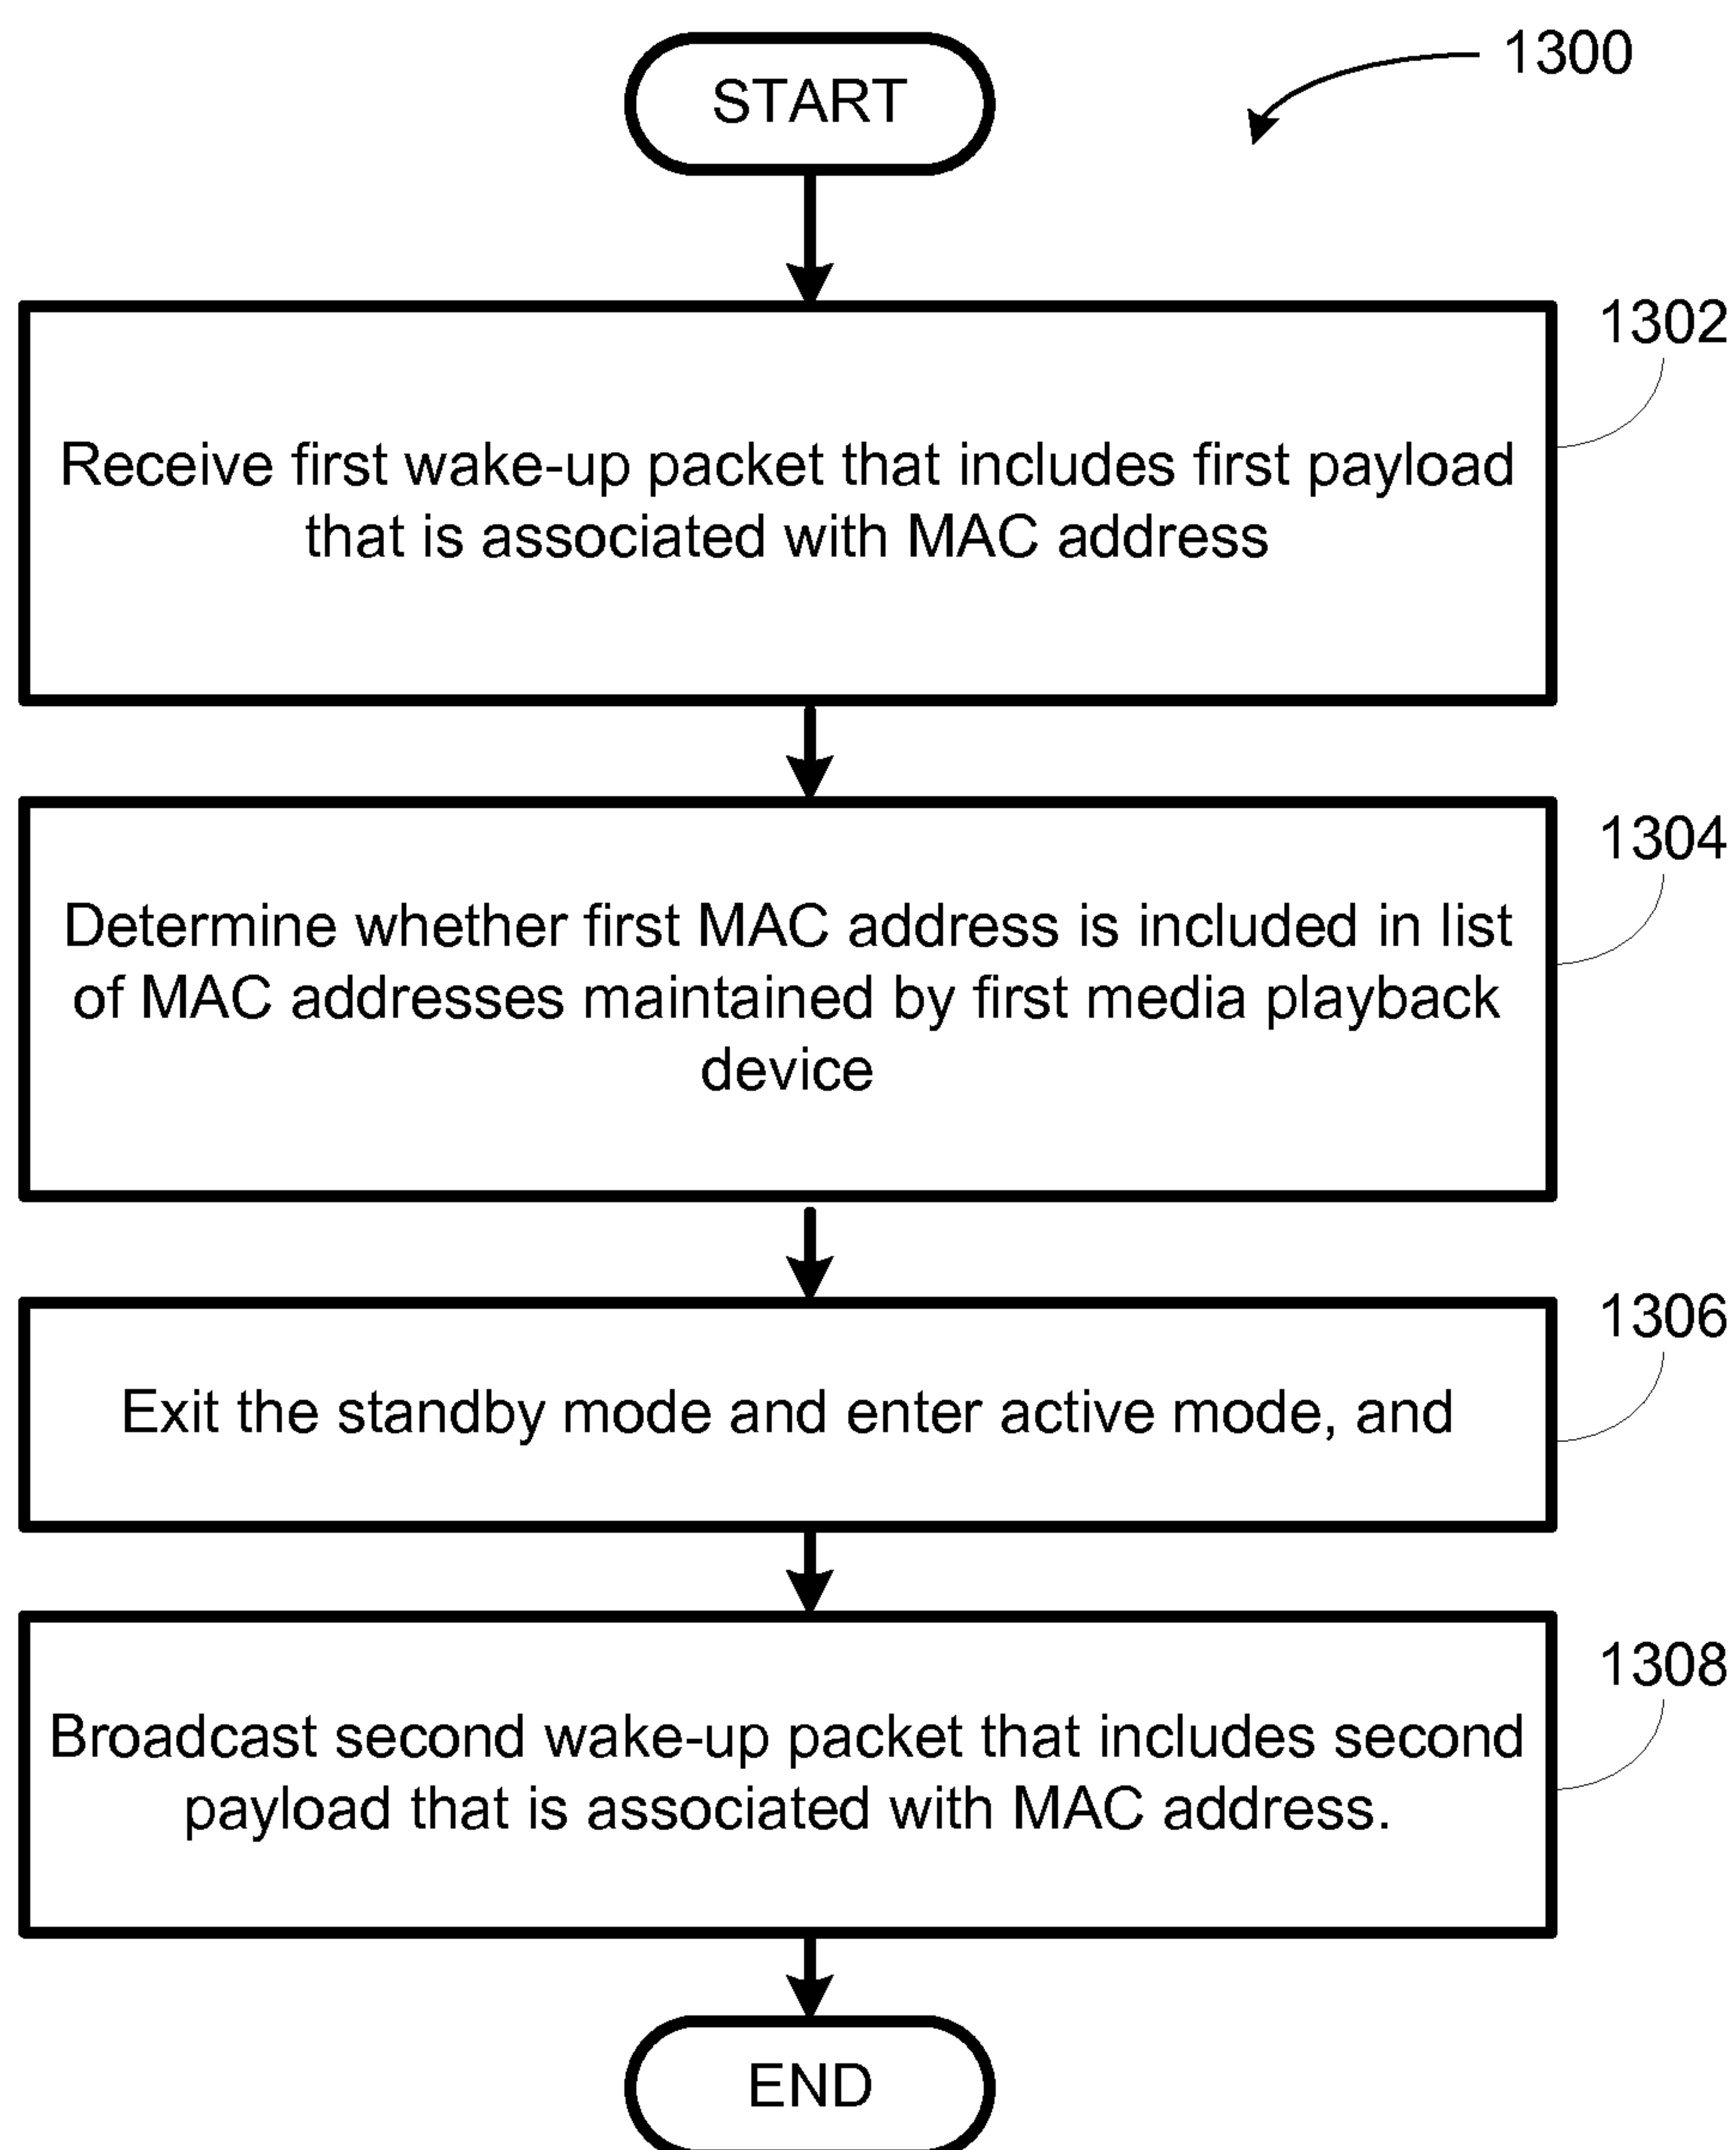 START
1300
1302
Receive first wake-up packet that includes first payload
that is associated with MAC address
1304
Determine whether first MAC address is included in list
of MAC addresses maintained by first media playback
device
1306
Exit the standby mode and enter active mode, and
1308
Broadcast second wake-up packet that includes second
payload that is associated with MAC address.
END